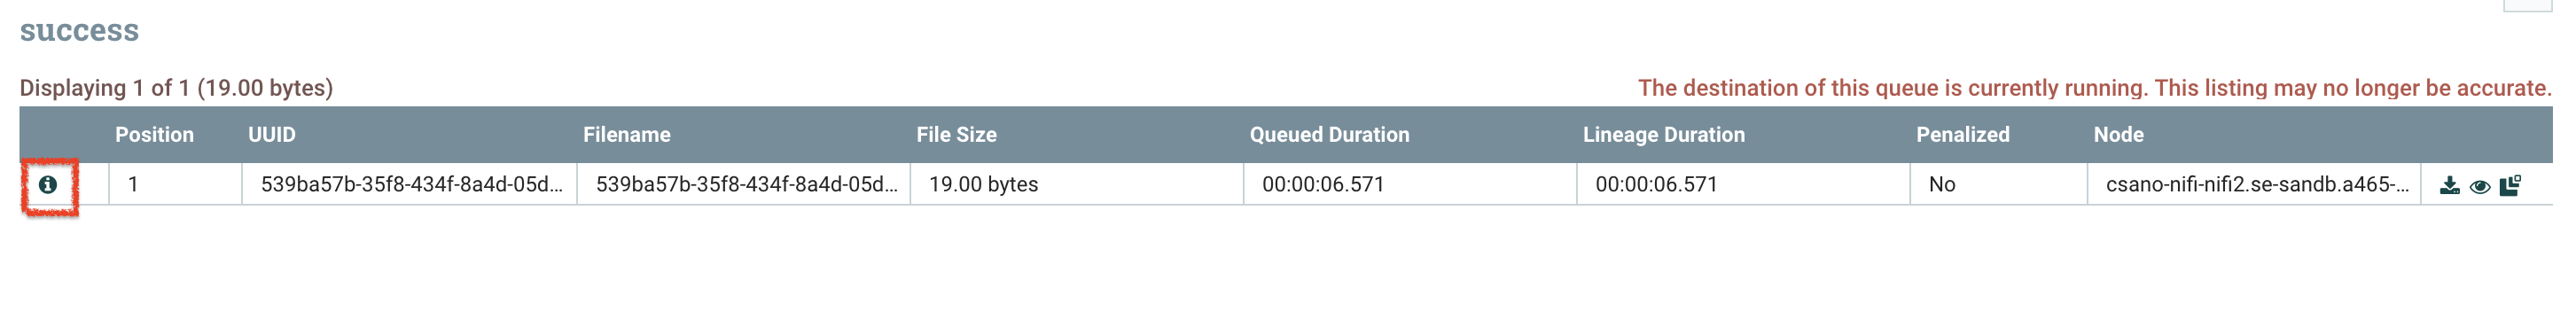 success
Displaying 1 of 1 (19.00 bytes) The destination of this queue is currently running. This listing may no longer be accurate.
Position UUID Filename File Size Queued Duration Lineage Duration Penalized Node
1 539ba57b-35f8-434f-8a4d-05d... 539ba57b-35f8-434f-8a4d-05d... 19.00 bytes 00:00:06.571 00:00:06.571 No csano-nifi-nifi2.se-sandb.a465-...